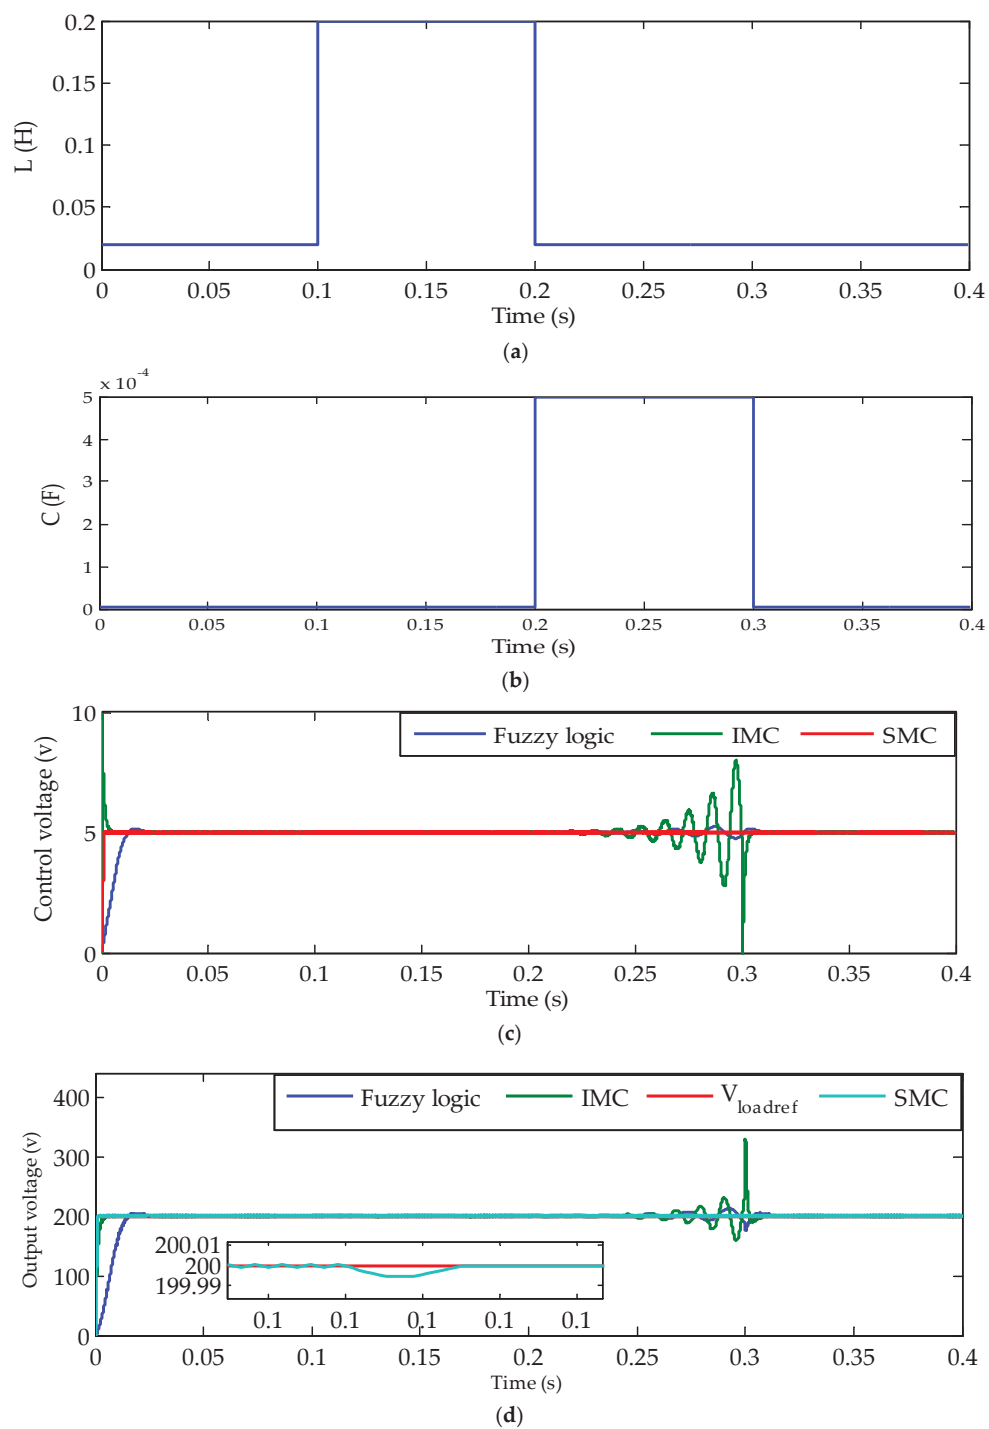 0.2
0.15
0.1
0.05
0
L (H)
0 0.05 0.1 0.15 0.2 0.25 0.3 0.35 0.4
Time (s)
(a)
x 10^-4
5
4
3
2
1
0
C (F)
0 0.05 0.1 0.15 0.2 0.25 0.3 0.35 0.4
Time (s)
(b)
10
5
0
Control voltage (v)
Fuzzy logic IMC SMC
0 0.05 0.1 0.15 0.2 0.25 0.3 0.35 0.4
Time (s)
(c)
400
300
200
100
0
Output voltage (v)
Fuzzy logic IMC V_loadref SMC
200.01
200
199.99
0.1 0.1 0.1 0.1 0.1
0 0.05 0.1 0.15 0.2 0.25 0.3 0.35 0.4
Time (s)
(d)